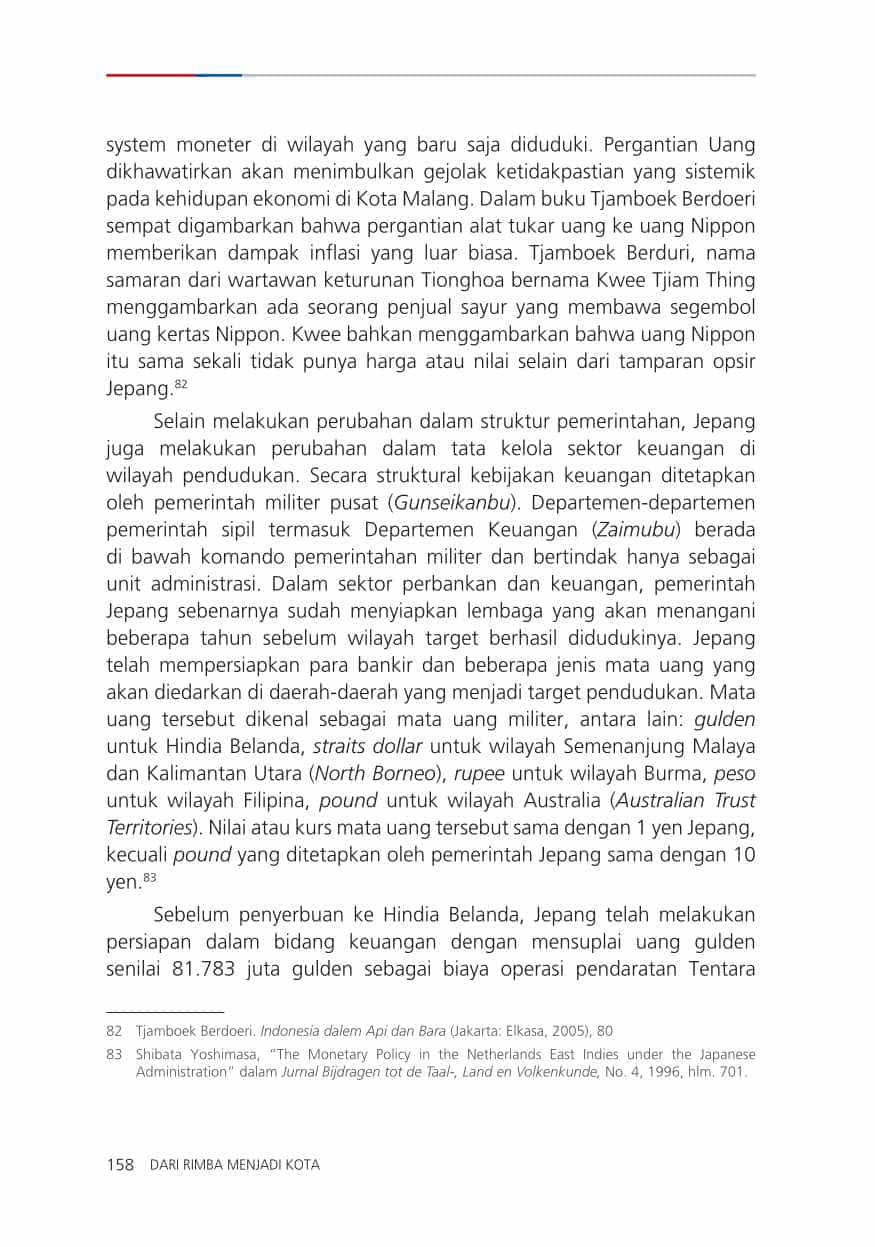 system moneter di wilayah yang baru saja diduduki. Pergantian Uang
dikhawatirkan akan menimbulkan gejolak ketidakpastian yang sistemik
pada kehidupan ekonomi di Kota Malang. Dalam buku Tjamboek Berdoeri
sempat digambarkan bahwa pergantian alat tukar uang ke uang Nippon
memberikan dampak inflasi yang luar biasa. Tjamboek Berduri, nama
samaran dari wartawan keturunan Tionghoa bernama Kwee Tjiam Thing
menggambarkan ada seorang penjual sayur yang membawa segembol
uang kertas Nippon. Kwee bahkan menggambarkan bahwa uang Nippon
itu sama sekali tidak punya harga atau nilai selain dari tamparan opsir
Jepang.82
Selain melakukan perubahan dalam struktur pemerintahan, Jepang
juga melakukan perubahan dalam tata kelola sektor keuangan di
wilayah pendudukan. Secara struktural kebijakan keuangan ditetapkan
oleh pemerintah militer pusat (Gunseikanbu). Departemen-departemen
pemerintah sipil termasuk Departemen Keuangan (Zaimubu) berada
di bawah komando pemerintahan militer dan bertindak hanya sebagai
unit administrasi. Dalam sektor perbankan dan keuangan, pemerintah
Jepang sebenarnya sudah menyiapkan lembaga yang akan menangani
beberapa tahun sebelum wilayah target berhasil didudukinya. Jepang
telah mempersiapkan para bankir dan beberapa jenis mata uang yang
akan diedarkan di daerah-daerah yang menjadi target pendudukan. Mata
uang tersebut dikenal sebagai mata uang militer, antara lain: gulden
untuk Hindia Belanda, straits dollar untuk wilayah Semenanjung Malaya
dan Kalimantan Utara (North Borneo), rupee untuk wilayah Burma, peso
untuk wilayah Filipina, pound untuk wilayah Australia (Australian Trust
Territories). Nilai atau kurs mata uang tersebut sama dengan 1 yen Jepang,
kecuali pound yang ditetapkan oleh pemerintah Jepang sama dengan 10
yen.83
Sebelum penyerbuan ke Hindia Belanda, Jepang telah melakukan
persiapan dalam bidang keuangan dengan mensuplai uang gulden
senilai 81.783 juta gulden sebagai biaya operasi pendaratan Tentara
82 Tjamboek Berdoeri. Indonesia dalem Api dan Bara (Jakarta: Elkasa, 2005), 80
83 Shibata Yoshimasa, “The Monetary Policy in the Netherlands East Indies under the Japanese
Administration” dalam Jurnal Bijdragen tot de Taal-, Land en Volkenkunde, No. 4, 1996, hlm. 701.
158 DARI RIMBA MENJADI KOTA